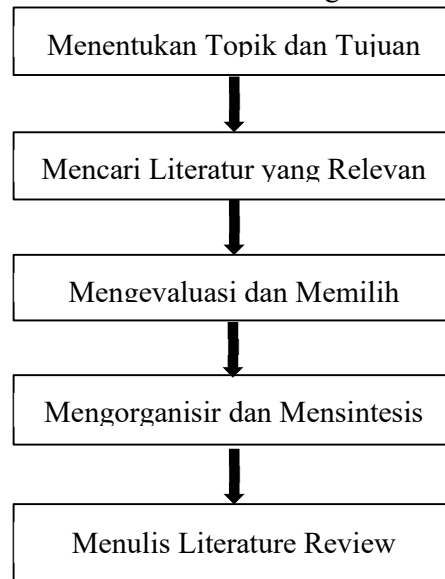 Menentukan Topik dan Tujuan
Mencari Literatur yang Relevan
Mengevaluasi dan Memilih
Mengorganisir dan Mensintesis
Menulis Literature Review